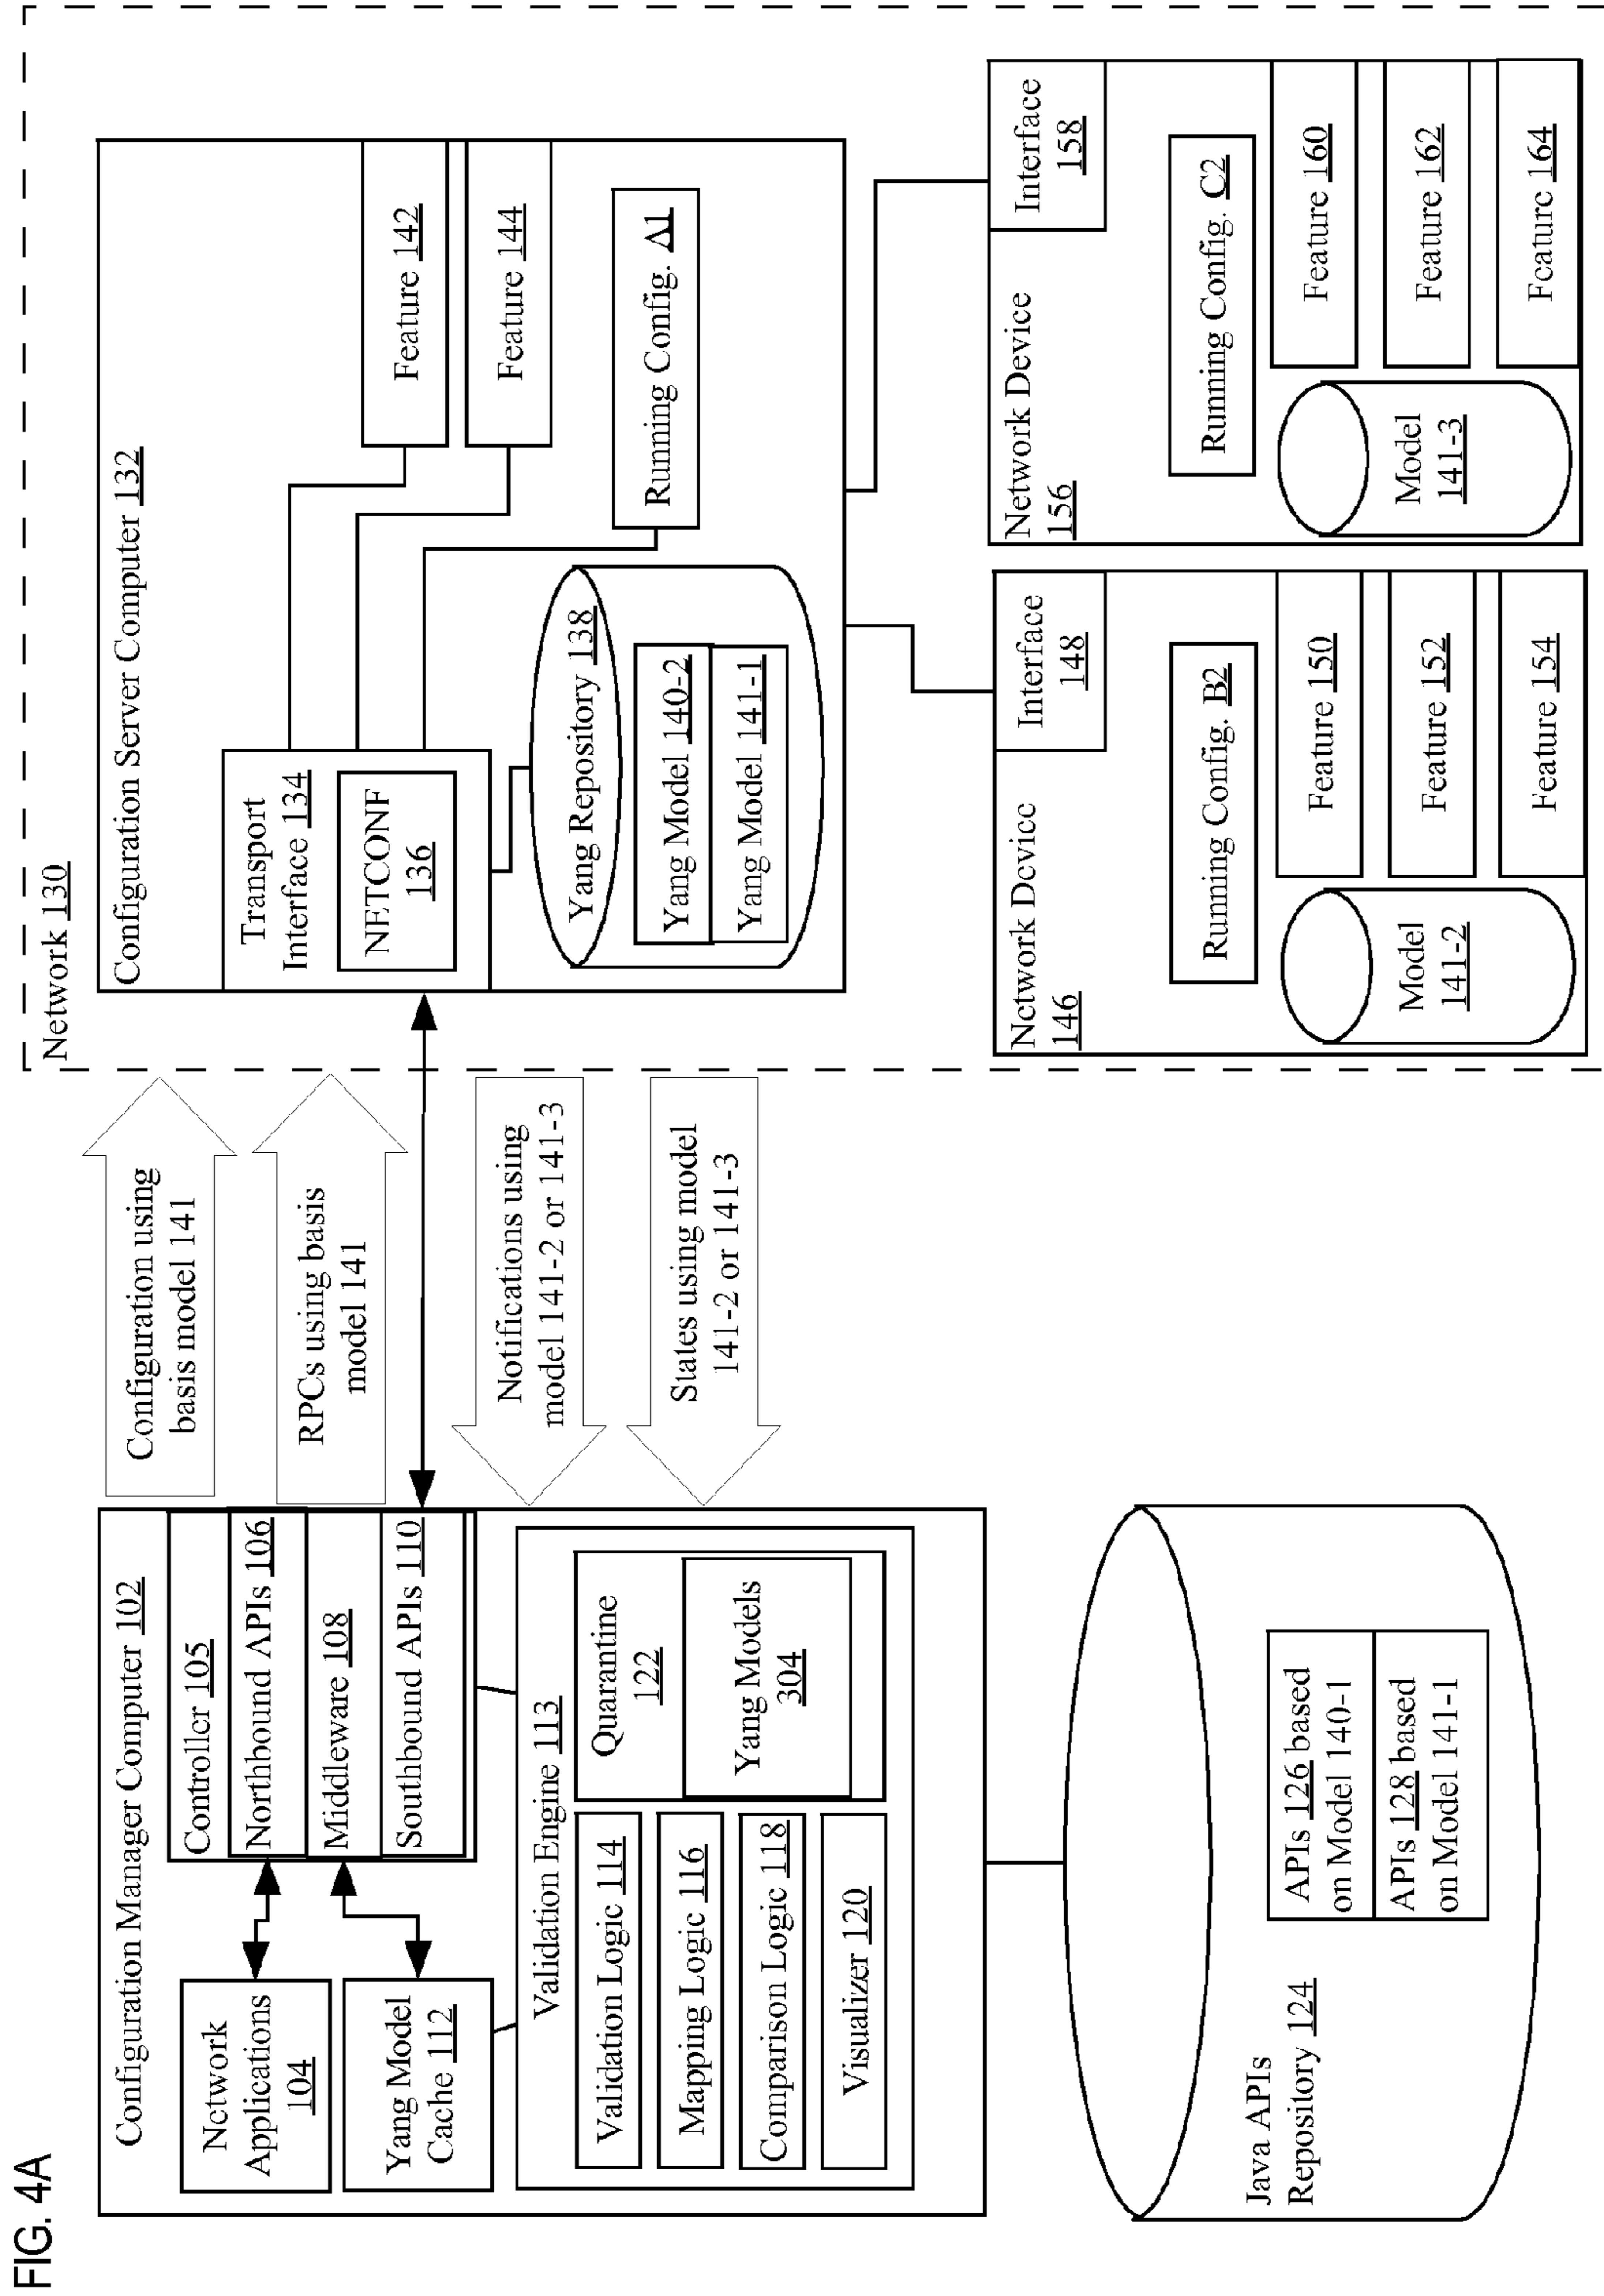 FIG. 4A
Configuration Manager Computer 102
Network
Applications
104
Yang Model
Cache 112
Controller 105
Northbound APIs 106
Middleware 108
Southbound APIs 110
Validation Engine 113
Validation Logic 114
Mapping Logic 116
Comparison Logic 118
Visualizer 120
Quarantine
122
Yang Models
304
Java APIs
Repository 124
APIs 126 based
on Model 140-1
APIs 128 based
on Model 141-1
Configuration using
basis model 141
RPCs using basis
model 141
Notifications using
model 141-2 or 141-3
States using model
141-2 or 141-3
Network 130
Configuration Server Computer 132
Transport
Interface 134
NETCONF
136
Yang Repository 138
Yang Model 140-2
Yang Model 141-1
Feature 142
Feature 144
Running Config. A1
Network Device
146
Interface
148
Running Config. B2
Model
141-2
Feature 150
Feature 152
Feature 154
Network Device
156
Interface
158
Running Config. C2
Model
141-3
Feature 160
Feature 162
Feature 164